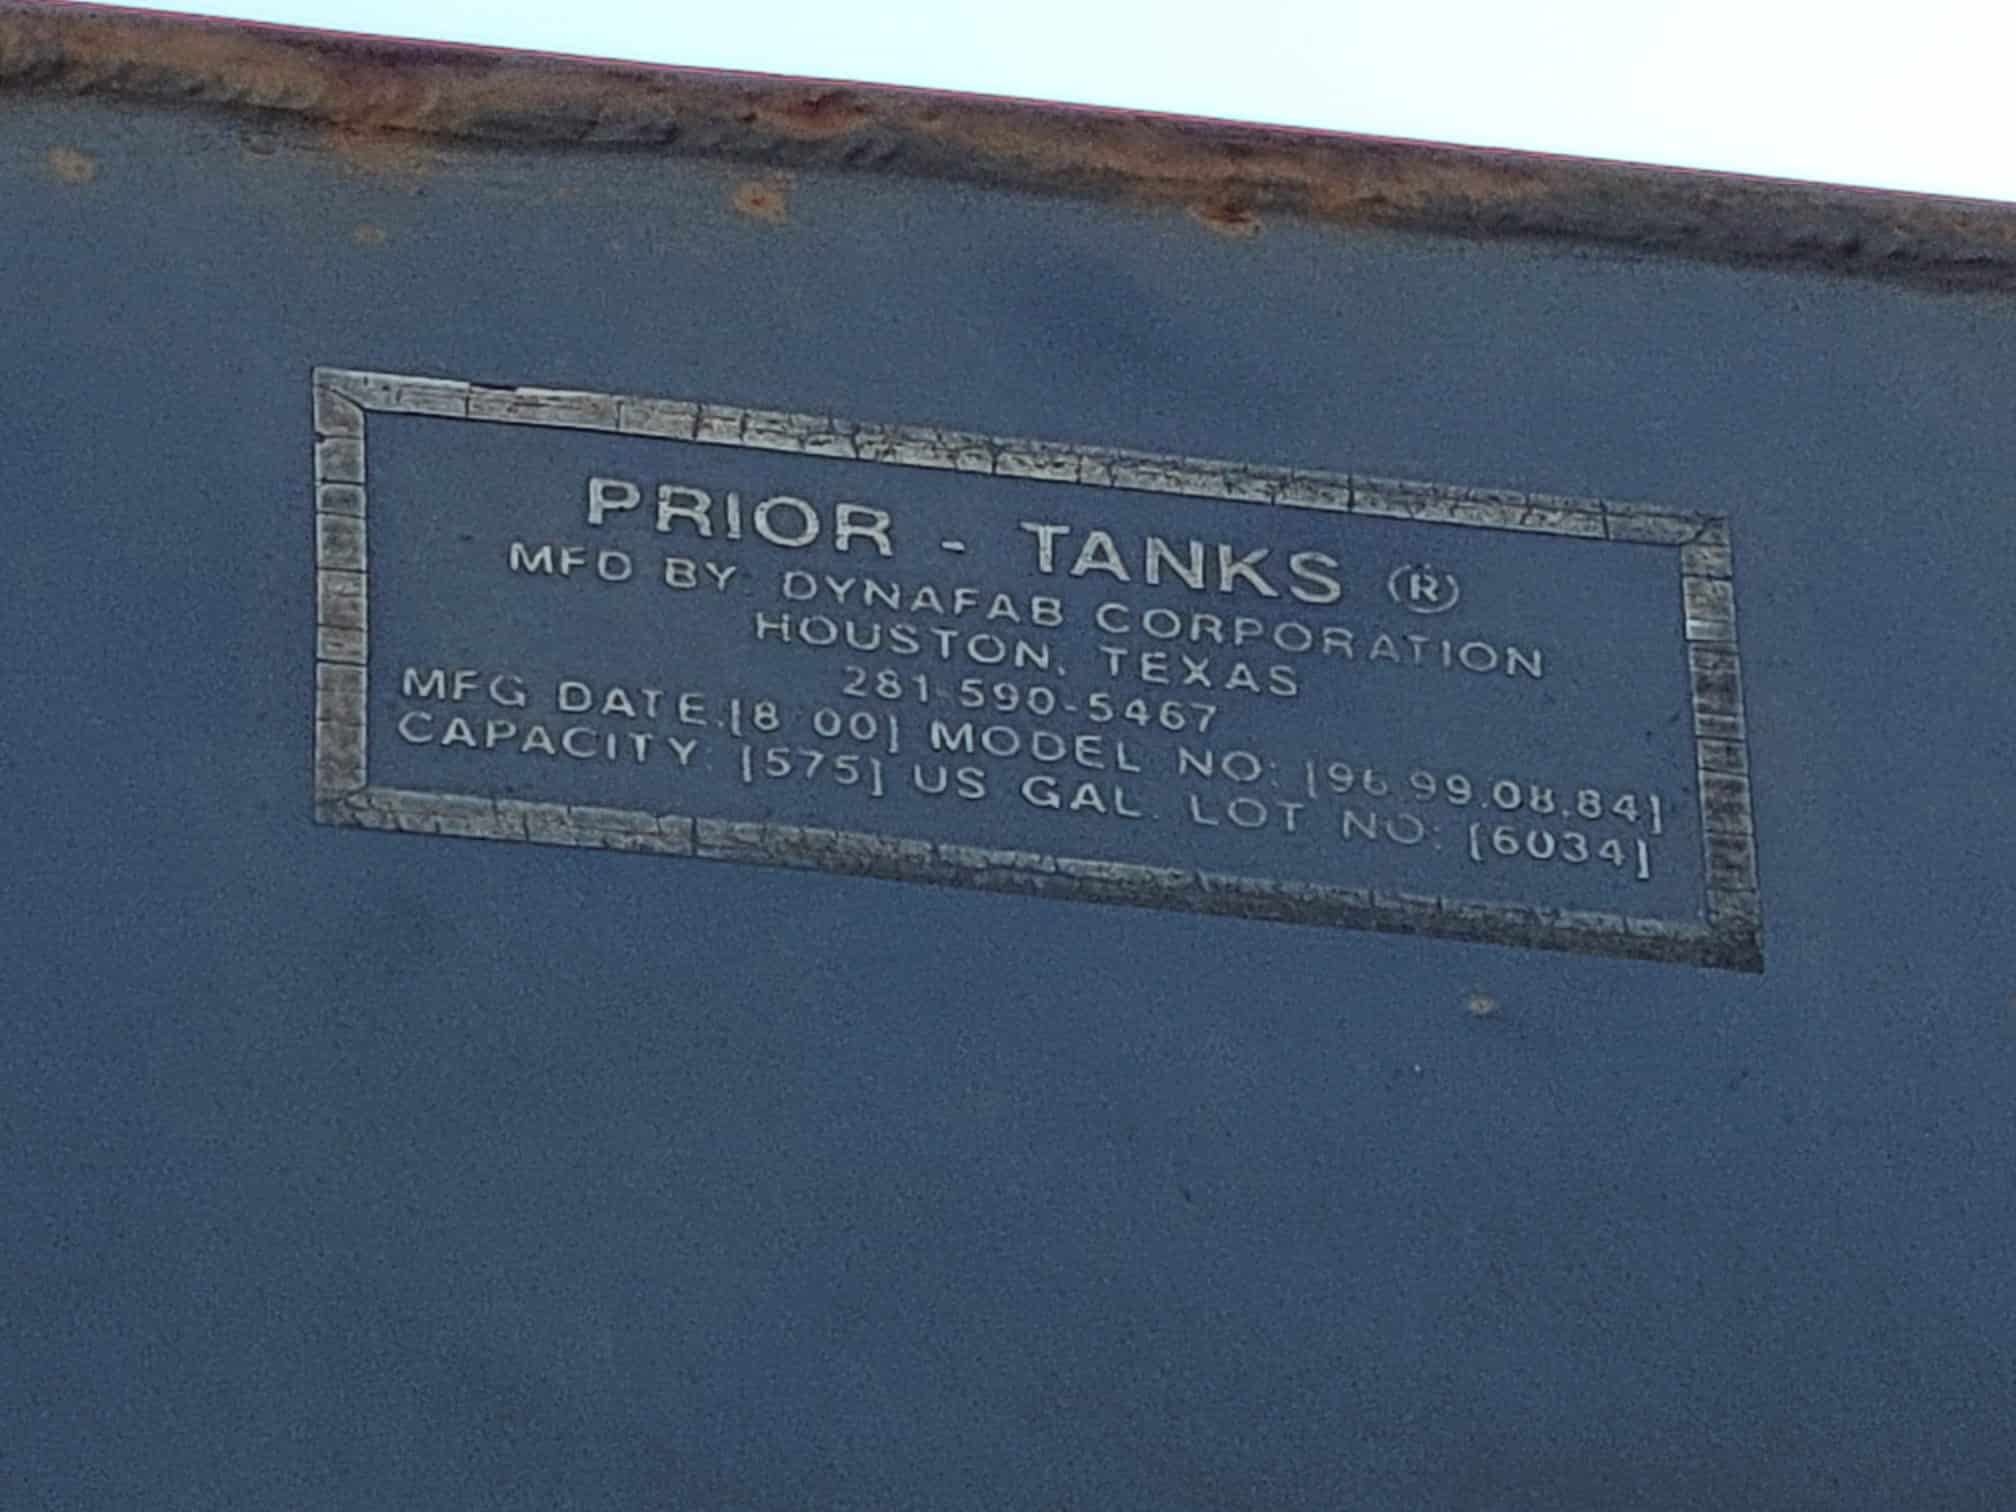 PRIOR - TANKS ®
MFD BY: DYNAFAB CORPORATION
HOUSTON, TEXAS
281-590-5467
MFG DATE:[8 00] MODEL NO: [96.99.08.84]
CAPACITY: [575] US GAL. LOT NO: [6034]